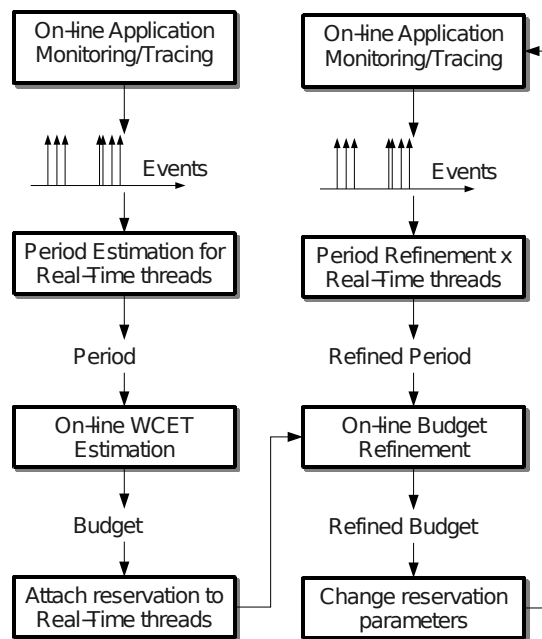 On-line Application
Monitoring/Tracing
Events
Period Estimation for
Real-Time threads
Period
On-line WCET
Estimation
Budget
Attach reservation to
Real-Time threads
On-line Application
Monitoring/Tracing
Events
Period Refinement x
Real-Time threads
Refined Period
On-line Budget
Refinement
Refined Budget
Change reservation
parameters